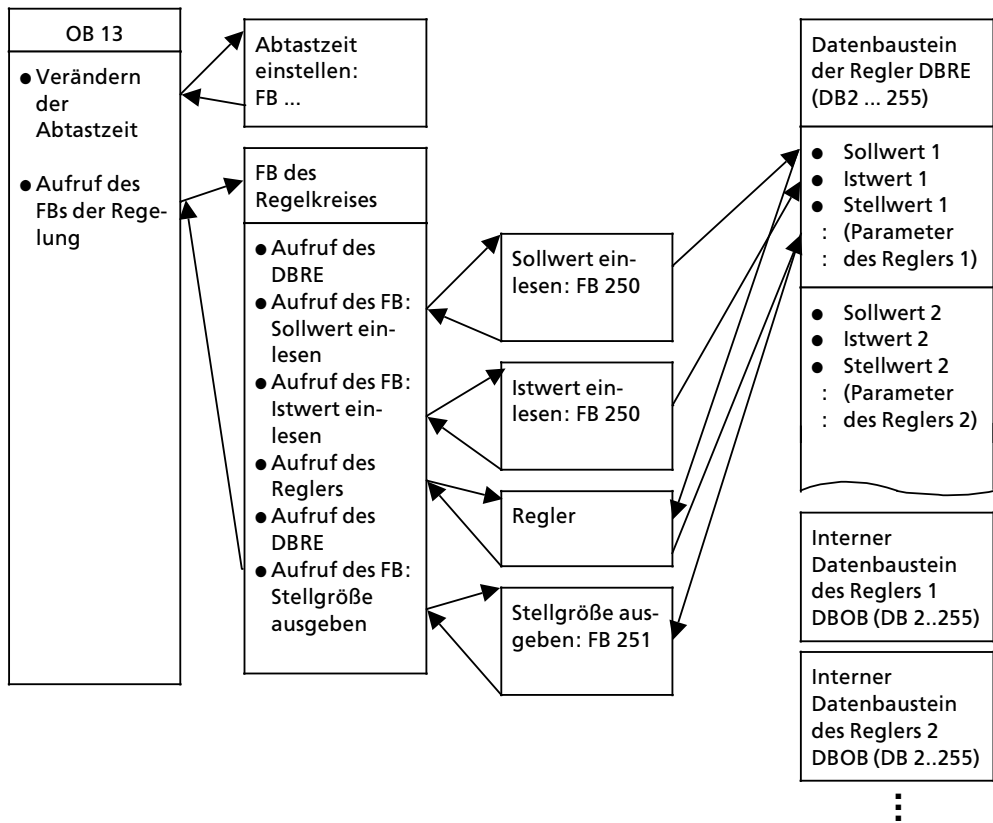 OB 13
● Verändern
der
Abtastzeit
● Aufruf des
FBs der Rege-
lung
Abtastzeit
einstellen:
FB ...
FB des
Regelkreises
● Aufruf des
DBRE
● Aufruf des FB:
Sollwert ein-
lesen
● Aufruf des FB:
Istwert ein-
lesen
● Aufruf des
Reglers
● Aufruf des
DBRE
● Aufruf des FB:
Stellgröße
ausgeben
Sollwert ein-
lesen: FB 250
Istwert ein-
lesen: FB 250
Regler
Stellgröße aus-
geben: FB 251
Datenbaustein
der Regler DBRE
(DB2 ... 255)
● Sollwert 1
● Istwert 1
● Stellwert 1
: (Parameter
: des Reglers 1)
● Sollwert 2
● Istwert 2
● Stellwert 2
: (Parameter
: des Reglers 2)
Interner
Datenbaustein
des Reglers 1
DBOB (DB 2..255)
Interner
Datenbaustein
des Reglers 2
DBOB (DB 2..255)